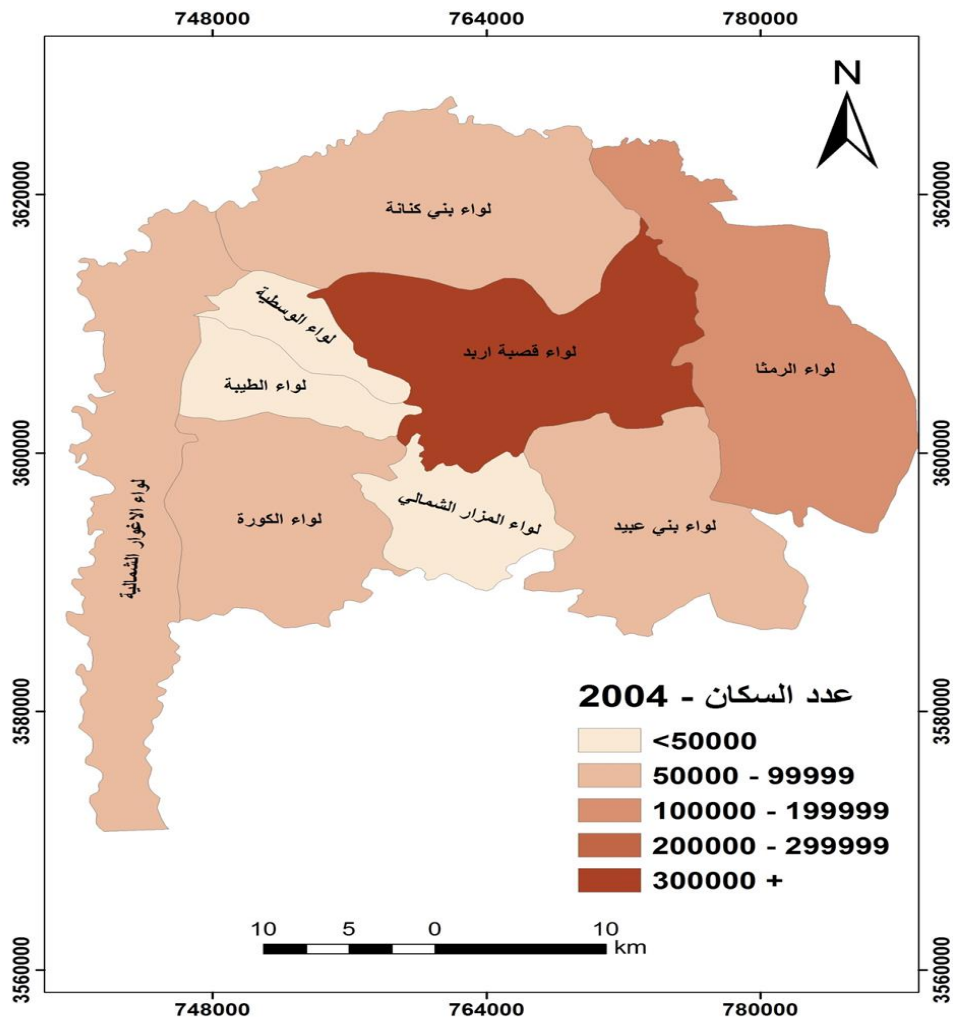 748000 764000 780000
N
3620000 3620000
لواء بني كنانة
لواء الوسطية
لواء قصبة اربد
لواء الرمثا
لواء الطيبة
3600000 3600000
لواء المزار الشمالي
لواء الكورة
لواء بني عبيد
لواء الاغوار الشمالية
3580000 3580000
عدد السكان - 2004
<50000
50000 - 99999
100000 - 199999
200000 - 299999
300000 +
10 5 0 10
km
3560000 3560000
748000 764000 780000